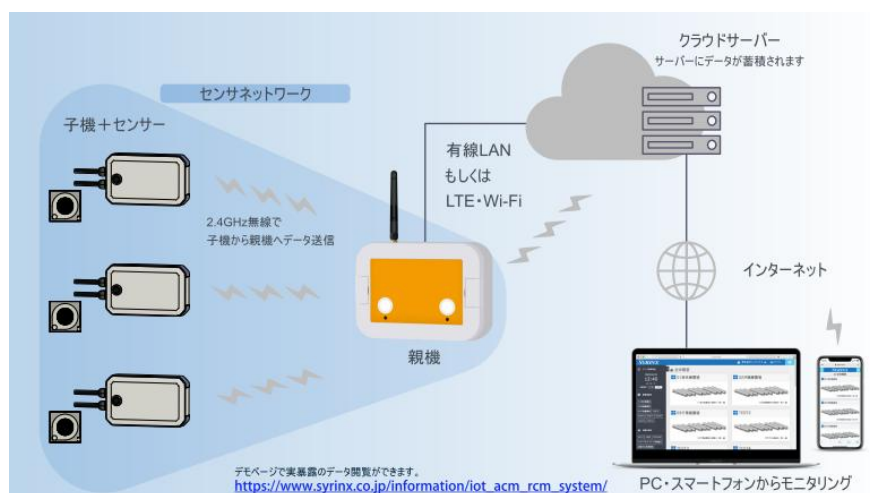 クラウドサーバー
サーバーにデータが蓄積されます
センサネットワーク
子機＋センサー
有線LAN
もしくは
LTE・Wi-Fi
2.4GHz無線で
子機から親機へデータ送信
インターネット
親機
SYRINX
デモページで実暴露のデータ閲覧ができます。
https://www.syrinx.co.jp/information/iot_acm_rcm_system/
PC・スマートフォンからモニタリング